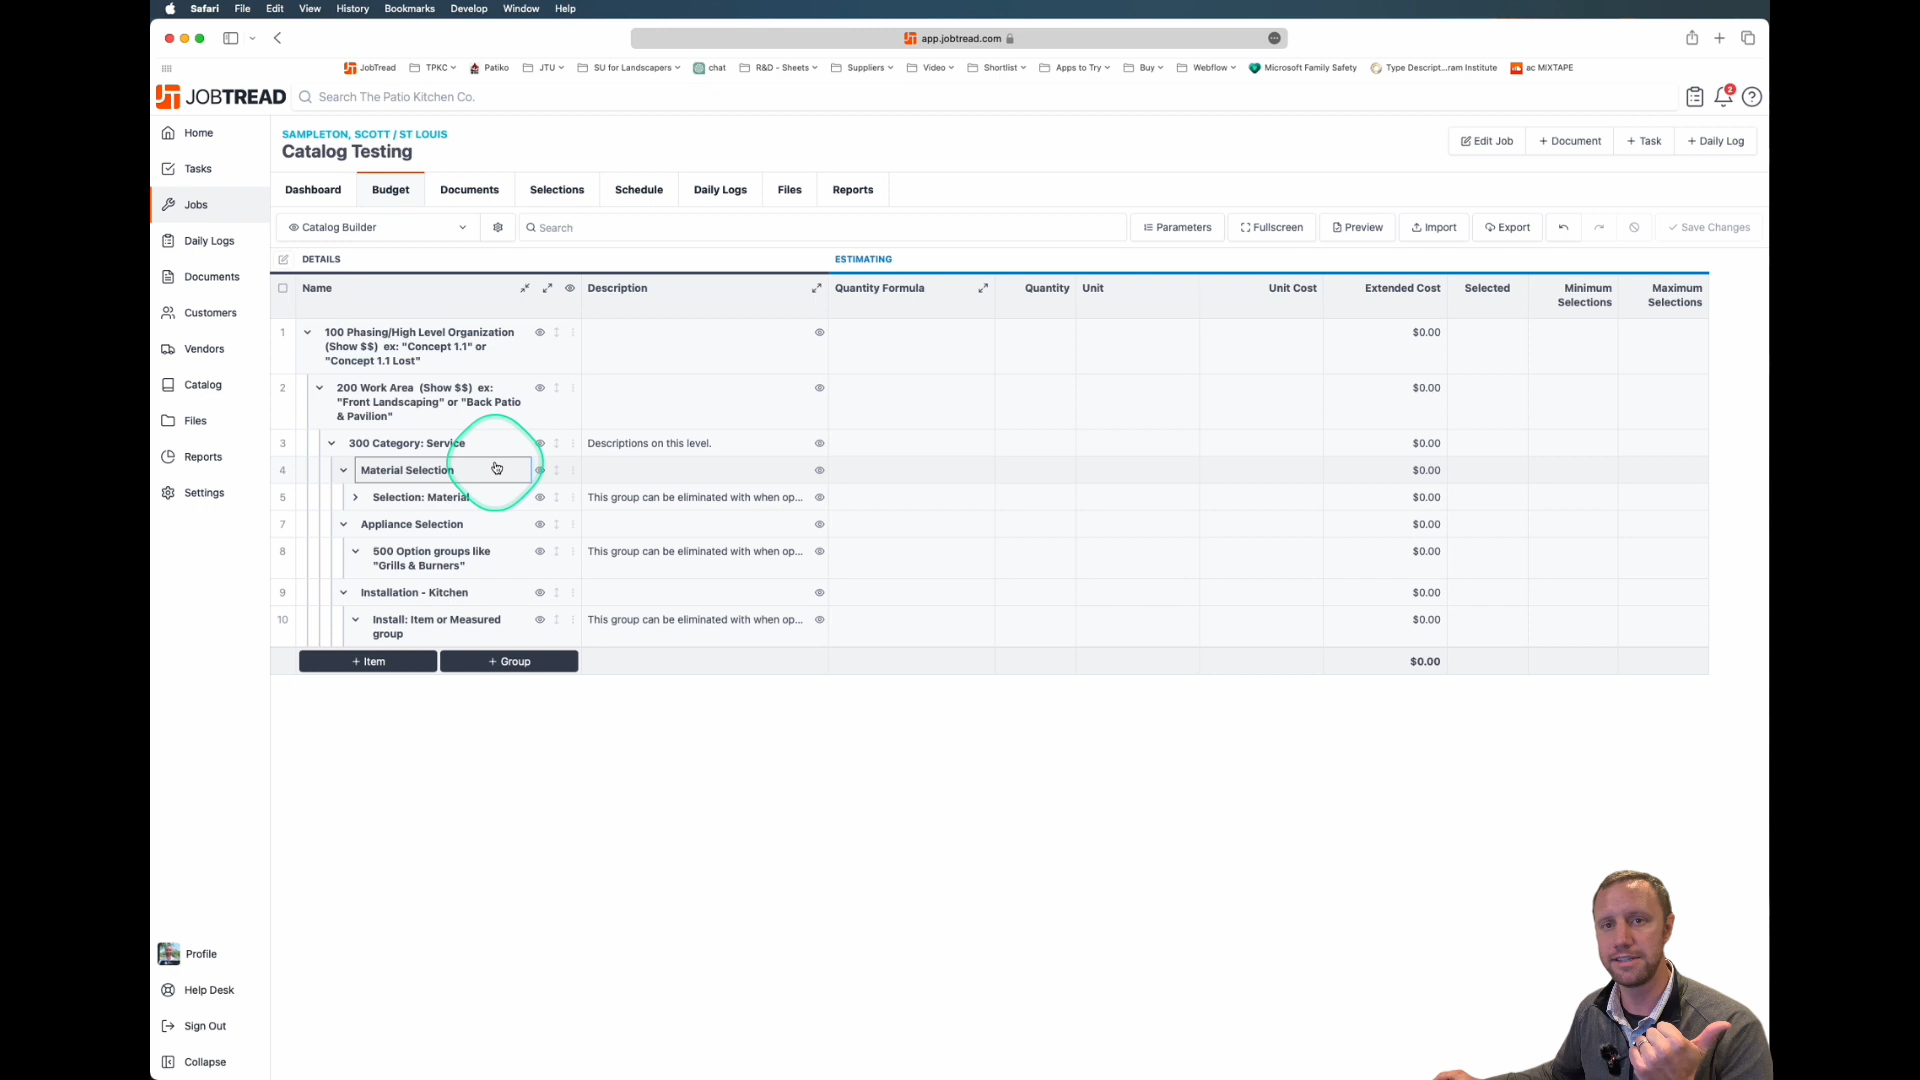 Safari File Edit View History Bookmarks Develop Window Help
app.jobtread.com
JobTread TPKC Patiko JTU SU for Landscapers chat R&D - Sheets Suppliers Video Shortlist Apps to Try Buy Webflow Microsoft Family Safety Type Descript...ram Institute ac MIXTAPE
JOBTREAD Search The Patio Kitchen Co. 2
Home
Tasks
Jobs
Daily Logs
Documents
Customers
Vendors
Catalog
Files
Reports
Settings
Profile
Help Desk
Sign Out
Collapse
SAMPLETON, SCOTT / ST LOUIS
Catalog Testing
Edit Job + Document + Task + Daily Log
Dashboard Budget Documents Selections Schedule Daily Logs Files Reports
Catalog Builder Search Parameters Fullscreen Preview Import Export Save Changes
DETAILS ESTIMATING
Name Description Quantity Formula Quantity Unit Unit Cost Extended Cost Selected Minimum Selections Maximum Selections
1 100 Phasing/High Level Organization $0.00
(Show $$) ex: "Concept 1.1" or
"Concept 1.1 Lost"
2 200 Work Area (Show $$) ex: $0.00
"Front Landscaping" or "Back Patio
& Pavilion"
3 300 Category: Service Descriptions on this level. $0.00
4 Material Selection $0.00
5 Selection: Material This group can be eliminated with when op... $0.00
7 Appliance Selection $0.00
8 500 Option groups like This group can be eliminated with when op... $0.00
"Grills & Burners"
9 Installation - Kitchen $0.00
10 Install: Item or Measured This group can be eliminated with when op... $0.00
group
+ Item + Group $0.00